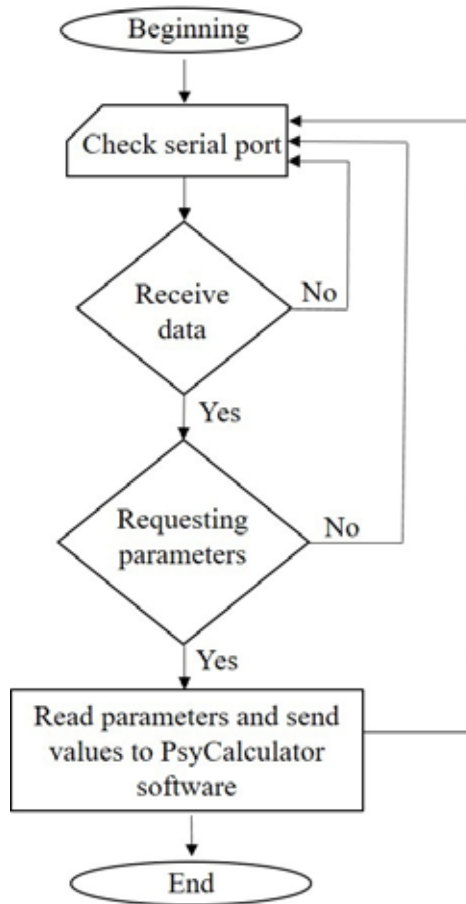 Beginning
Check serial port
Receive
data
No
Yes
Requesting
parameters
No
Yes
Read parameters and send
values to PsyCalculator
software
End